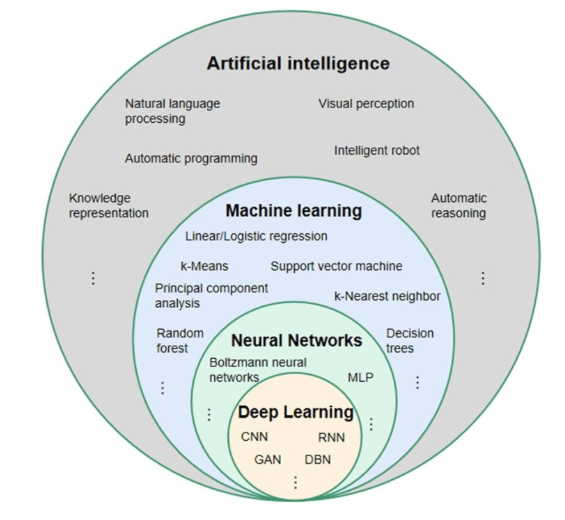 Artificial intelligence
Natural language
processing
Visual perception
Automatic programming
Intelligent robot
Knowledge
representation
Automatic
reasoning
Machine learning
Linear/Logistic regression
k-Means
Support vector machine
Principal component
analysis
k-Nearest neighbor
Random
forest
Decision
trees
Neural Networks
Boltzmann neural
networks
MLP
Deep Learning
CNN
RNN
GAN
DBN